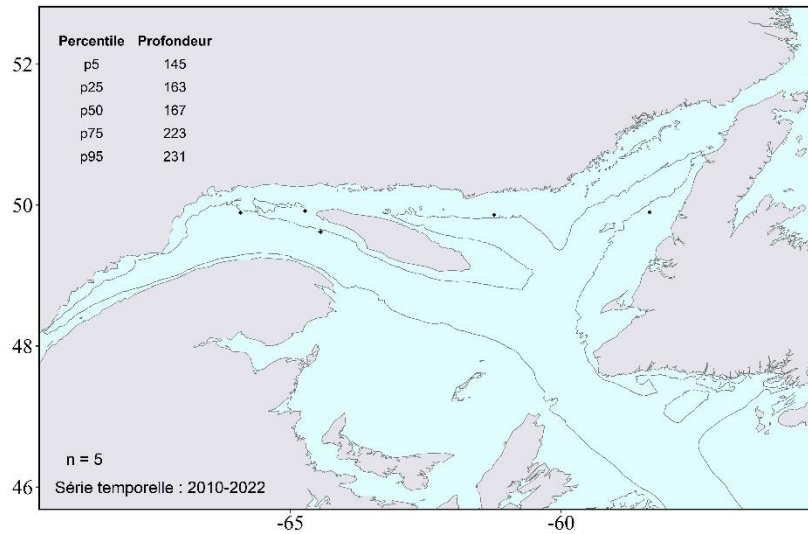 Percentile Profondeur
p5 145
p25 163
p50 167
p75 223
p95 231
52
50
48
46
n = 5
Série temporelle : 2010-2022
-65 -60